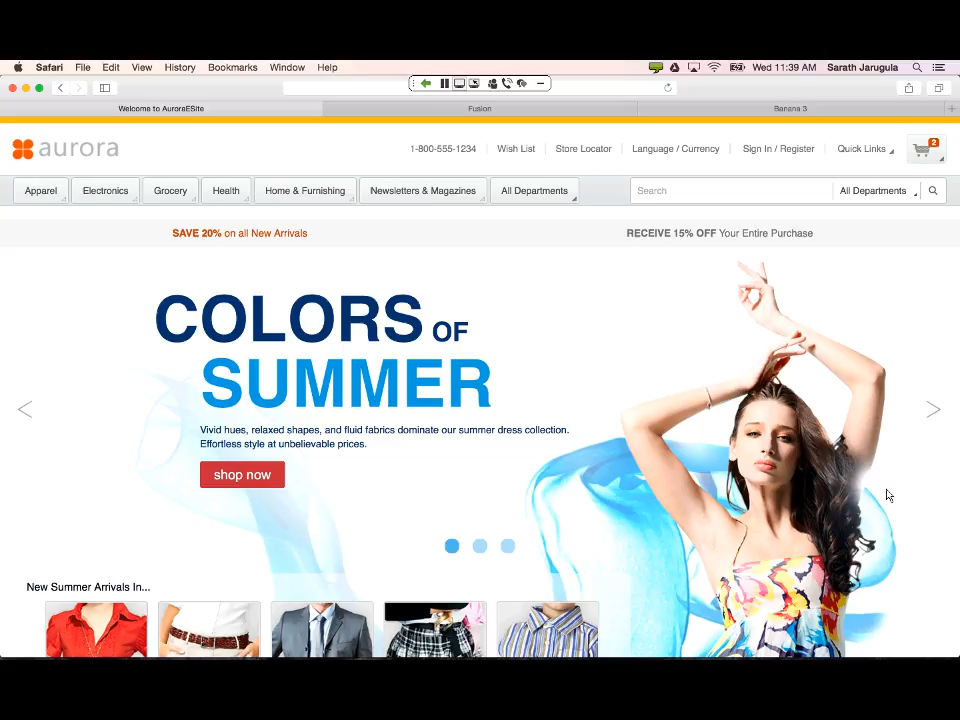 Safari File Edit View History Bookmarks Window Help Wed 11:39 AM Sarath Jarugula
Welcome to AuroraESite Fusion Banana 3
aurora 1-800-555-1234 Wish List Store Locator Language / Currency Sign In / Register Quick Links 2
Apparel Electronics Grocery Health Home & Furnishing Newsletters & Magazines All Departments Search All Departments
SAVE 20% on all New Arrivals RECEIVE 15% OFF Your Entire Purchase
COLORS OF
SUMMER
Vivid hues, relaxed shapes, and fluid fabrics dominate our summer dress collection.
Effortless style at unbelievable prices.
shop now
New Summer Arrivals In...